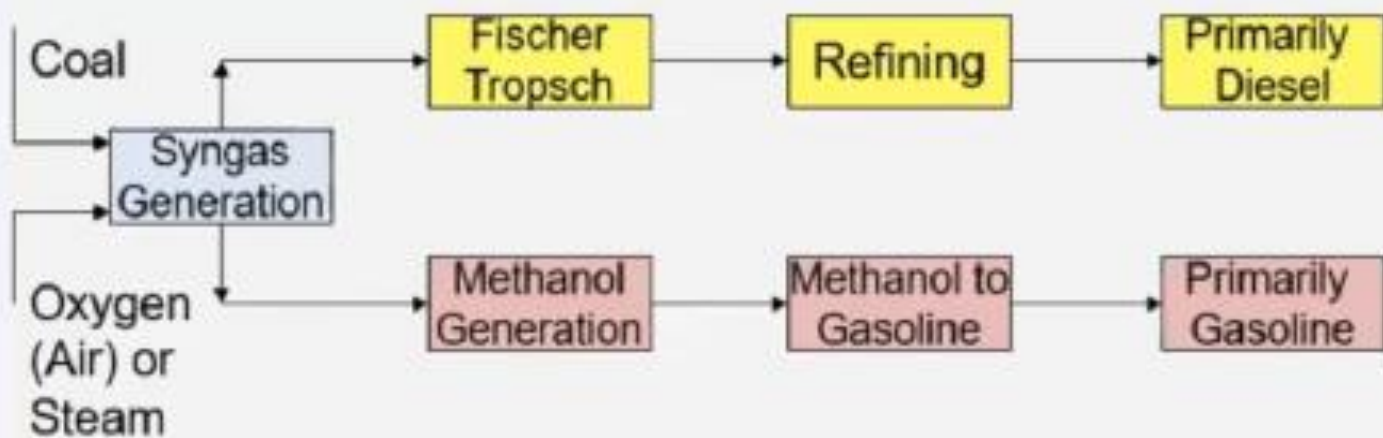 Coal
Fischer
Tropsch
Refining
Primarily
Diesel
Syngas
Generation
Oxygen
(Air) or
Steam
Methanol
Generation
Methanol to
Gasoline
Primarily
Gasoline